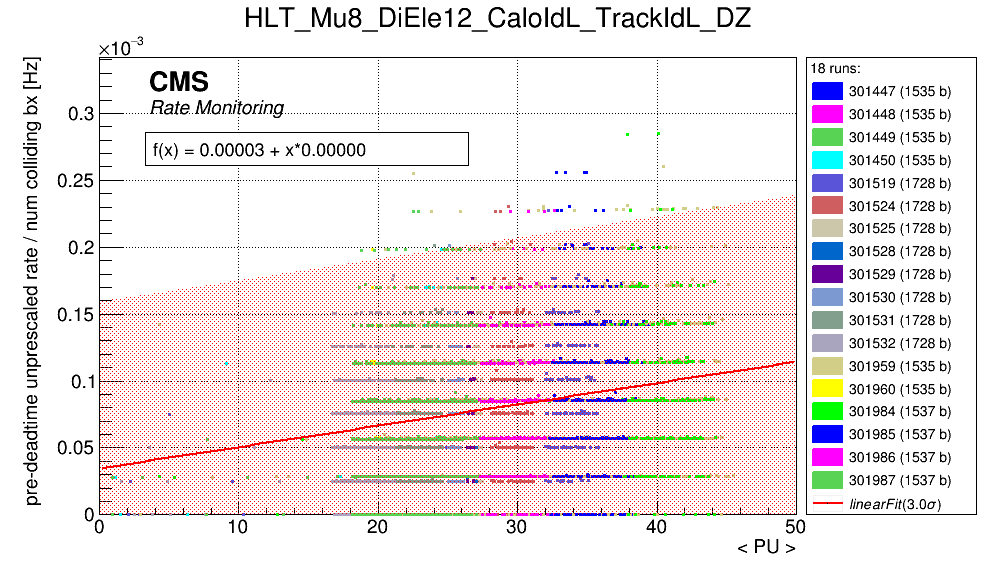 HLT_Mu8_DiEle12_CaloIdL_TrackIdL_DZ
×10⁻³
CMS
Rate Monitoring
f(x) = 0.00003 + x*0.00000
pre-deadtime unprescaled rate / num colliding bx [Hz]
0.3
0.25
0.2
0.15
0.1
0.05
0
0 10 20 30 40 50
< PU >
18 runs:
301447 (1535 b)
301448 (1535 b)
301449 (1535 b)
301450 (1535 b)
301519 (1728 b)
301524 (1728 b)
301525 (1728 b)
301528 (1728 b)
301529 (1728 b)
301530 (1728 b)
301531 (1728 b)
301532 (1728 b)
301959 (1535 b)
301960 (1535 b)
301984 (1537 b)
301985 (1537 b)
301986 (1537 b)
301987 (1537 b)
linearFit(3.0σ)